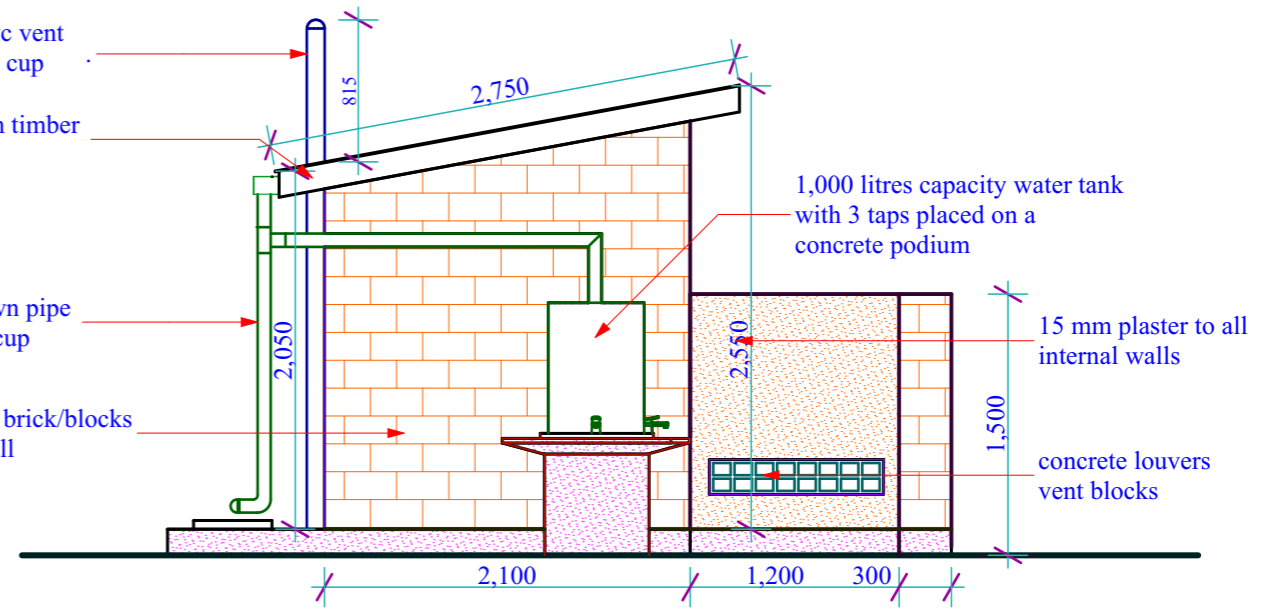 c vent
cup
.
815
2,750
timber
1,000 litres capacity water tank
with 3 taps placed on a
concrete podium
wn pipe
cup
2,050
2,550
15 mm plaster to all
internal walls
brick/blocks
1,500
concrete louvers
vent blocks
2,100
1,200
300